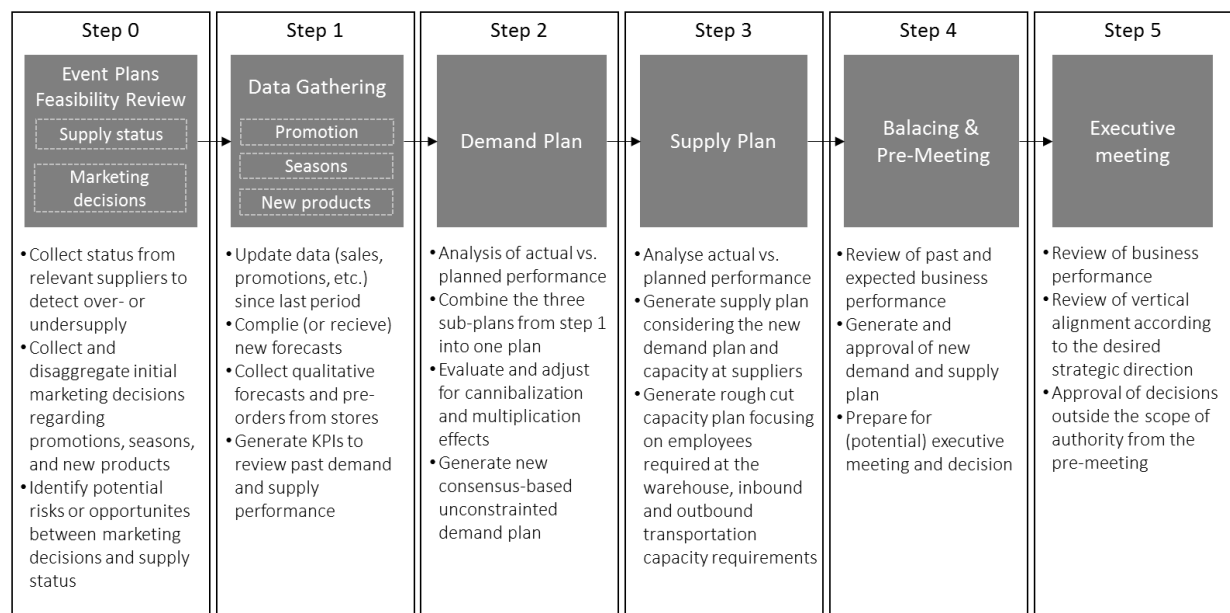 Step 0
Event Plans
Feasibility Review
Supply status
Marketing
decisions
•Collect status from
relevant suppliers to
detect over- or
undersupply
•Collect and
disaggregate initial
marketing decisions
regarding
promotions, seasons,
and new products
•Identify potential
risks or opportunites
between marketing
decisions and supply
status
Step 1
Data Gathering
Promotion
Seasons
New products
•Update data (sales,
promotions, etc.)
since last period
•Complie (or recieve)
new forecasts
•Collect qualitative
forecasts and pre-
orders from stores
•Generate KPIs to
review past demand
and supply
performance
Step 2
Demand Plan
•Analysis of actual vs.
planned performance
•Combine the three
sub-plans from step 1
into one plan
•Evaluate and adjust
for cannibalization
and multiplication
effects
•Generate new
consensus-based
unconstrainted
demand plan
Step 3
Supply Plan
•Analyse actual vs.
planned performance
•Generate supply plan
considering the new
demand plan and
capacity at suppliers
•Generate rough cut
capacity plan focusing
on employees
required at the
warehouse, inbound
and outbound
transportation
capacity requirements
Step 4
Balacing &
Pre-Meeting
•Review of past and
expected business
performance
•Generate and
approval of new
demand and supply
plan
•Prepare for
(potential) executive
meeting and decision
Step 5
Executive
meeting
•Review of business
performance
•Review of vertical
alignment according
to the desired
strategic direction
•Approval of decisions
outside the scope of
authority from the
pre-meeting